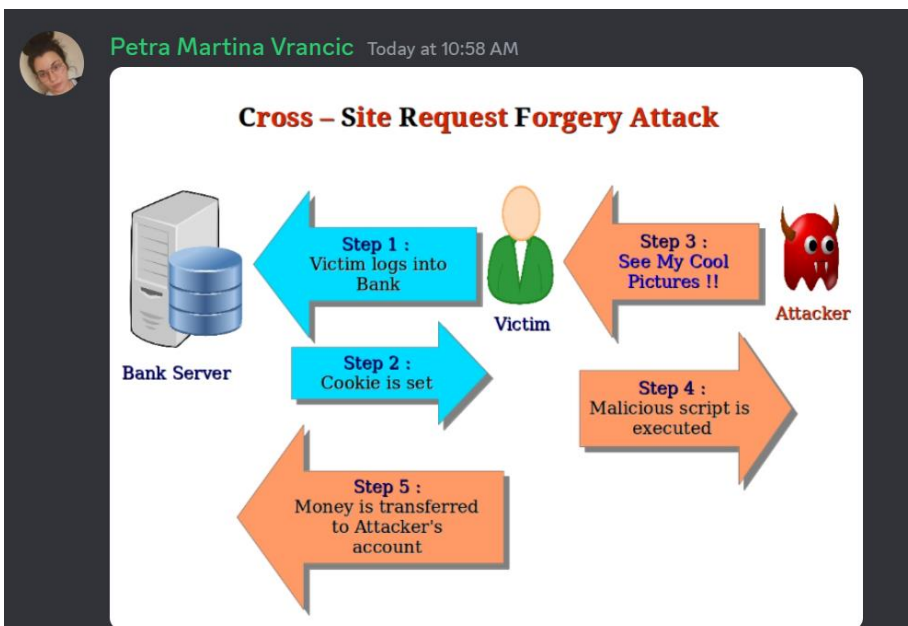 Petra Martina Vrancic Today at 10:58 AM
Cross – Site Request Forgery Attack
Step 1 :
Victim logs into
Bank
Step 3 :
See My Cool
Pictures !!
Attacker
Victim
Bank Server
Step 2 :
Cookie is set
Step 4 :
Malicious script is
executed
Step 5 :
Money is transferred
to Attacker's
account